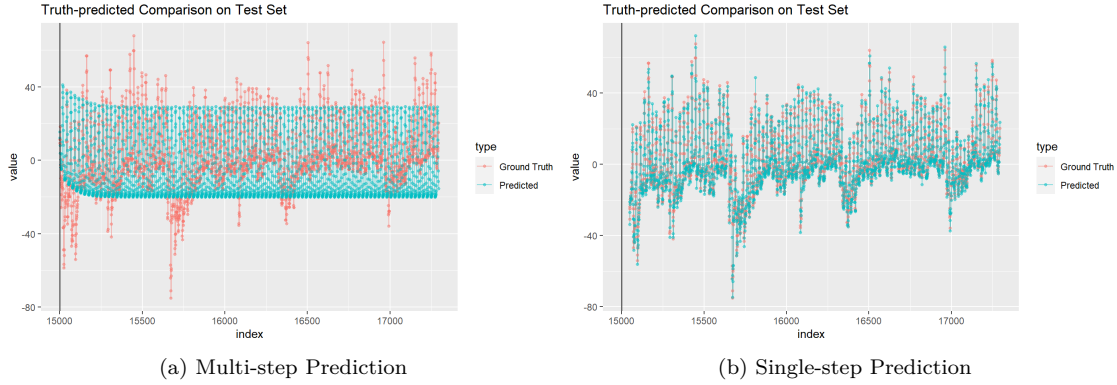 Truth-predicted Comparison on Test Set
value
40
0
-40
-80
15000 15500 16000 16500 17000
index
type
Ground Truth
Predicted
(a) Multi-step Prediction
Truth-predicted Comparison on Test Set
value
40
0
-40
-80
15000 15500 16000 16500 17000
index
type
Ground Truth
Predicted
(b) Single-step Prediction